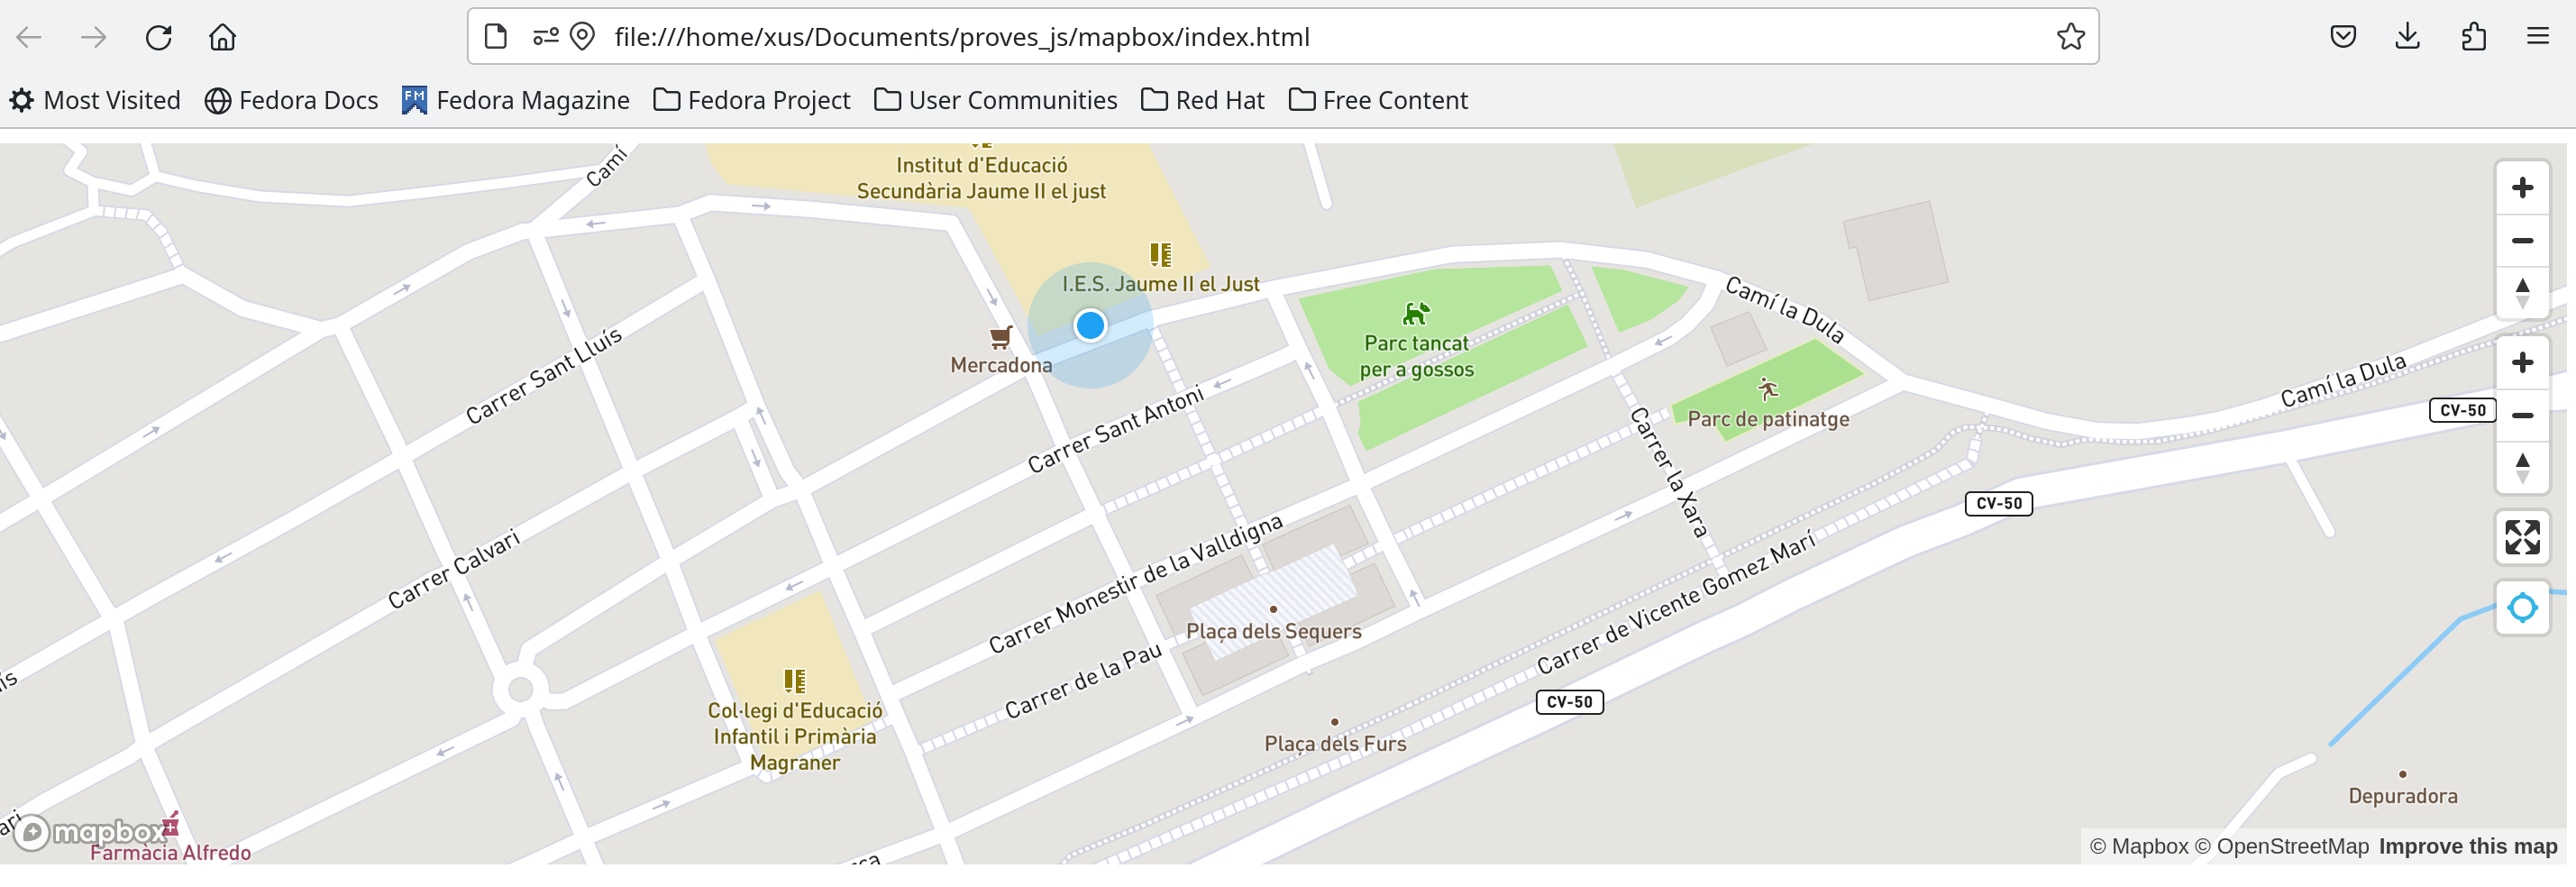 file:///home/xus/Documents/proves_js/mapbox/index.html
Most Visited
Fedora Docs
Fedora Magazine
Fedora Project
User Communities
Red Hat
Free Content
Camí
Institut d'Educació
Secundària Jaume II el just
I.E.S. Jaume II el Just
Camí la Dula
Mercadona
Parc tancat
per a gossos
Carrer Sant Lluís
Carrer Sant Antoni
Parc de patinatge
Camí la Dula
CV-50
Carrer la Xara
CV-50
Carrer Calvari
Carrer Monestir de la Valldigna
Plaça dels Sequers
Carrer de la Pau
Carrer de Vicente Gomez Marí
CV-50
Col·legi d'Educació
Infantil i Primària
Magraner
Plaça dels Furs
Depuradora
mapbox
Farmàcia Alfredo
© Mapbox © OpenStreetMap Improve this map